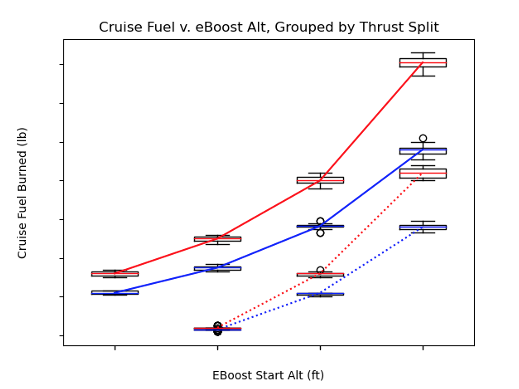 Cruise Fuel v. eBoost Alt, Grouped by Thrust Split
Cruise Fuel Burned (lb)
EBoost Start Alt (ft)